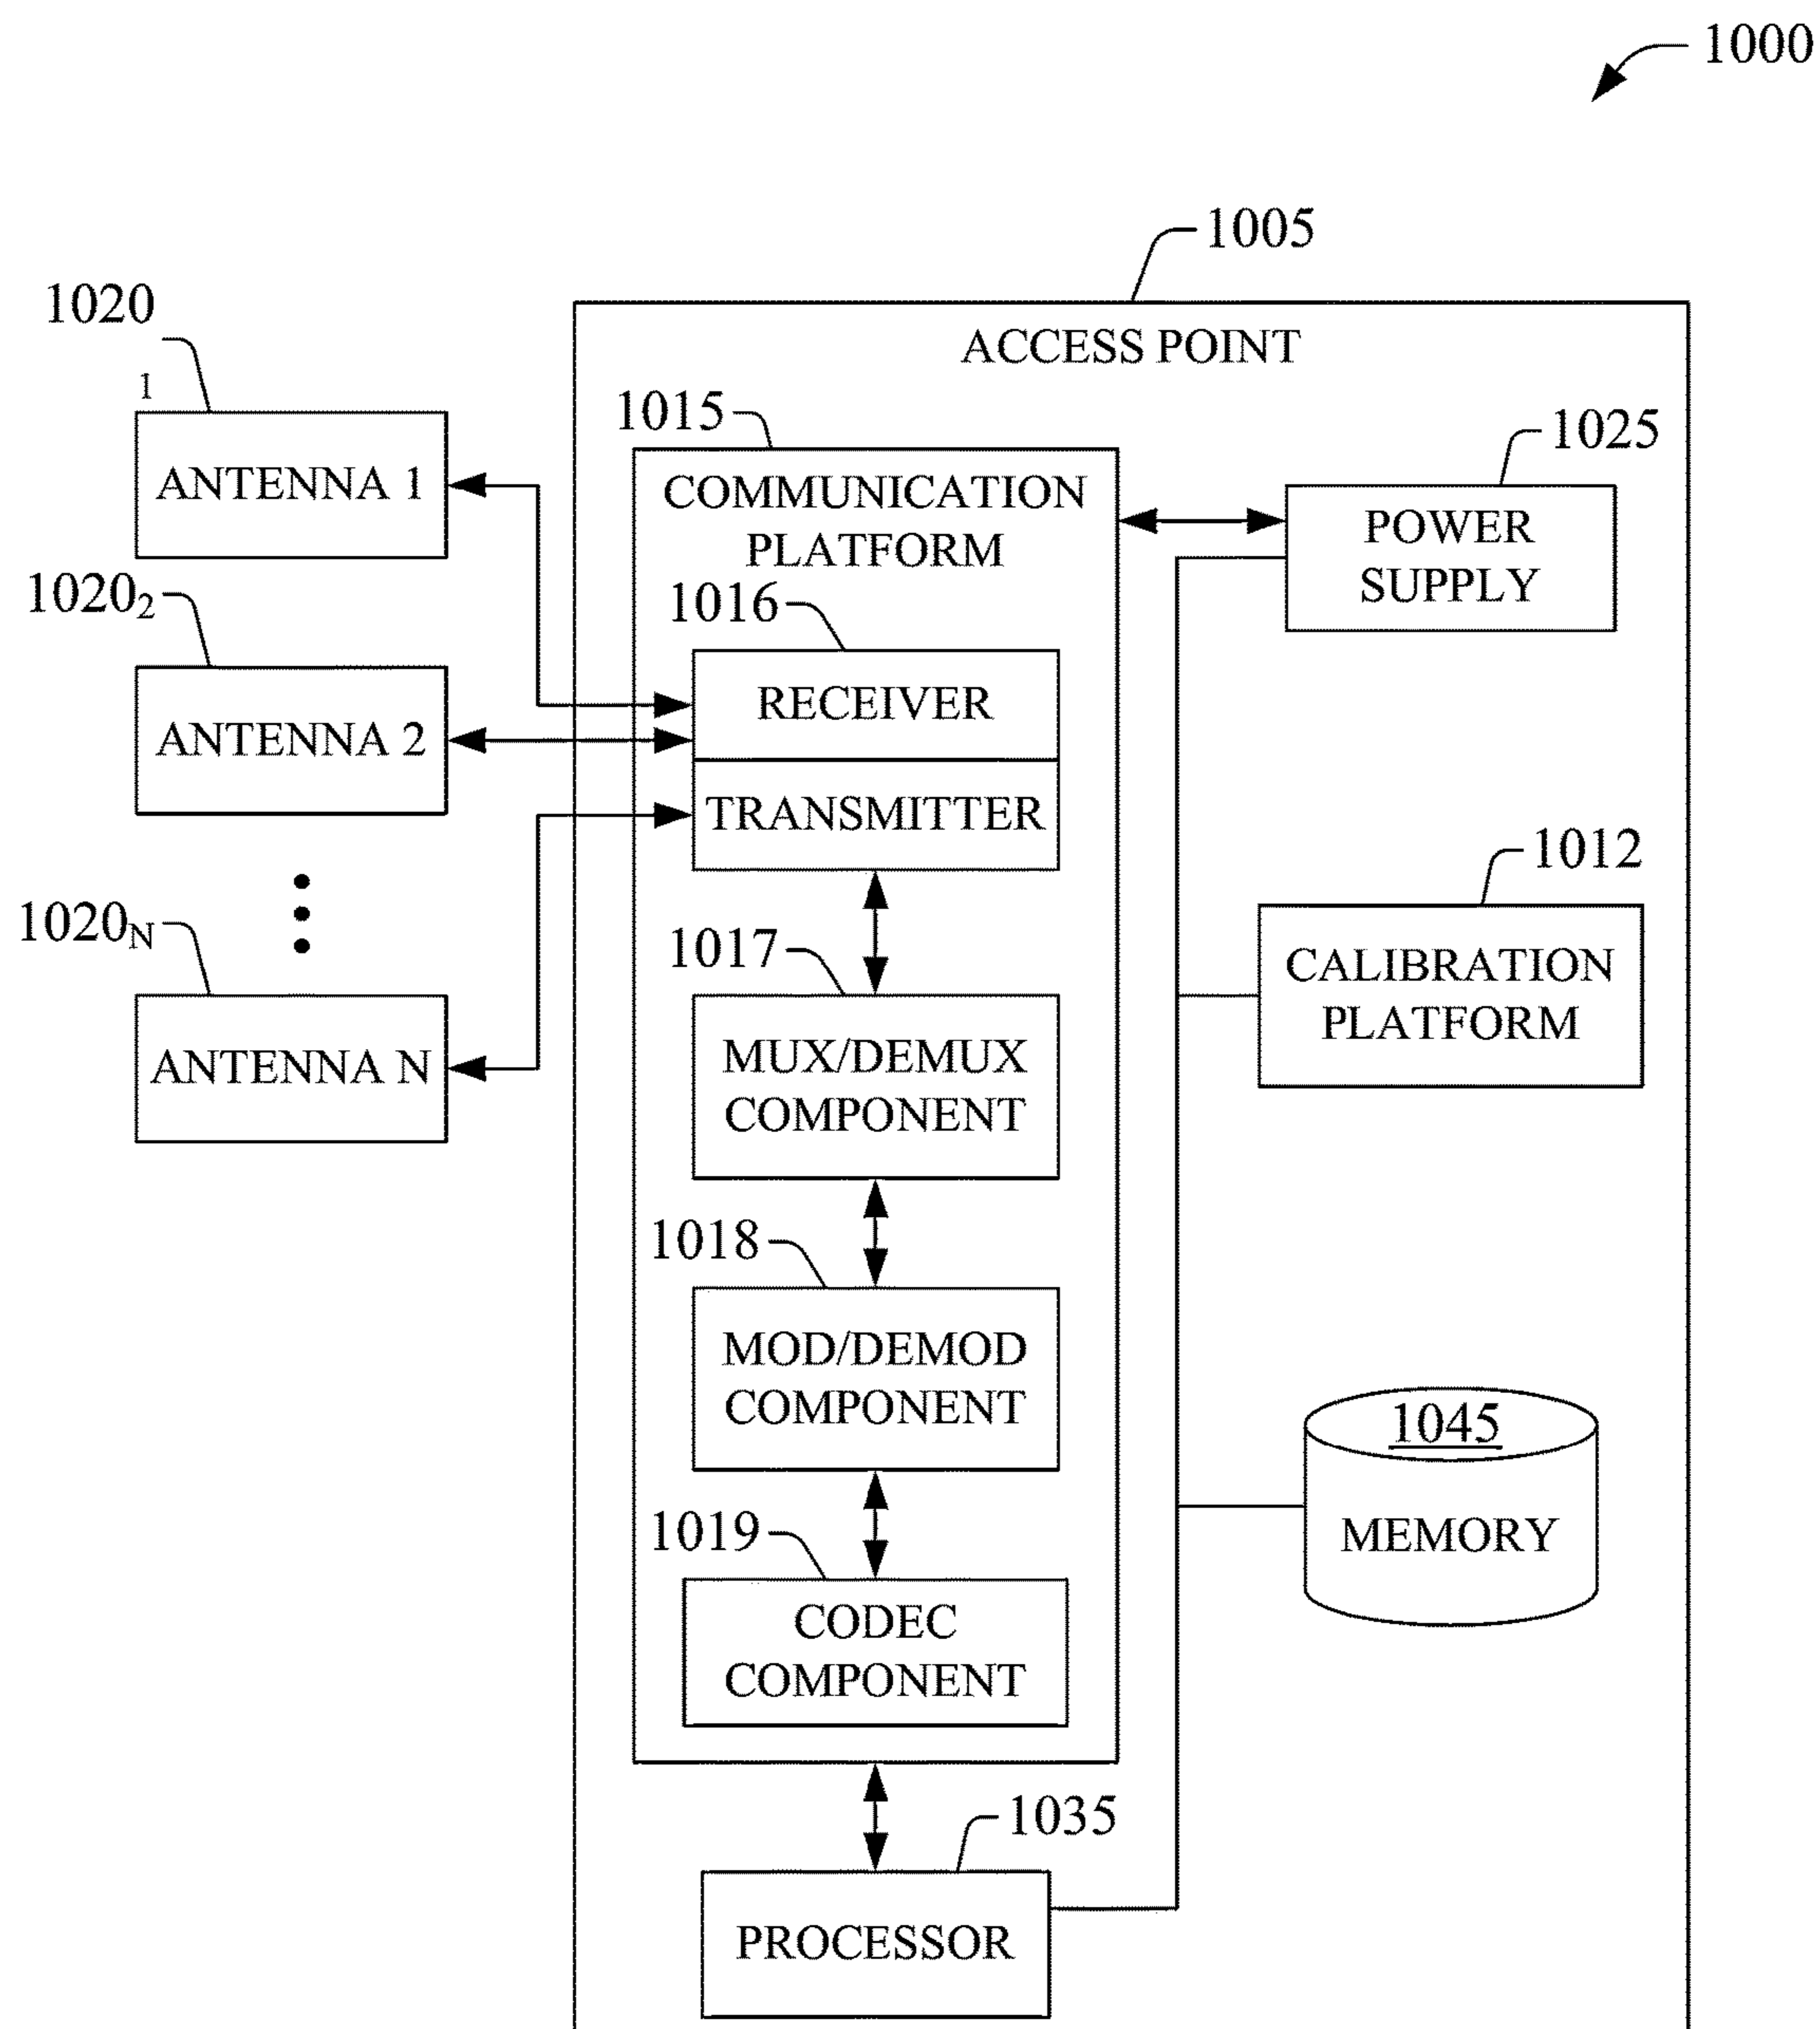 1000
1005
ACCESS POINT
1020
1
ANTENNA 1
1020₂
ANTENNA 2
1020N
ANTENNA N
1015
COMMUNICATION
PLATFORM
1016
RECEIVER
TRANSMITTER
1017
MUX/DEMUX
COMPONENT
1018
MOD/DEMOD
COMPONENT
1019
CODEC
COMPONENT
1035
PROCESSOR
1025
POWER
SUPPLY
1012
CALIBRATION
PLATFORM
1045
MEMORY